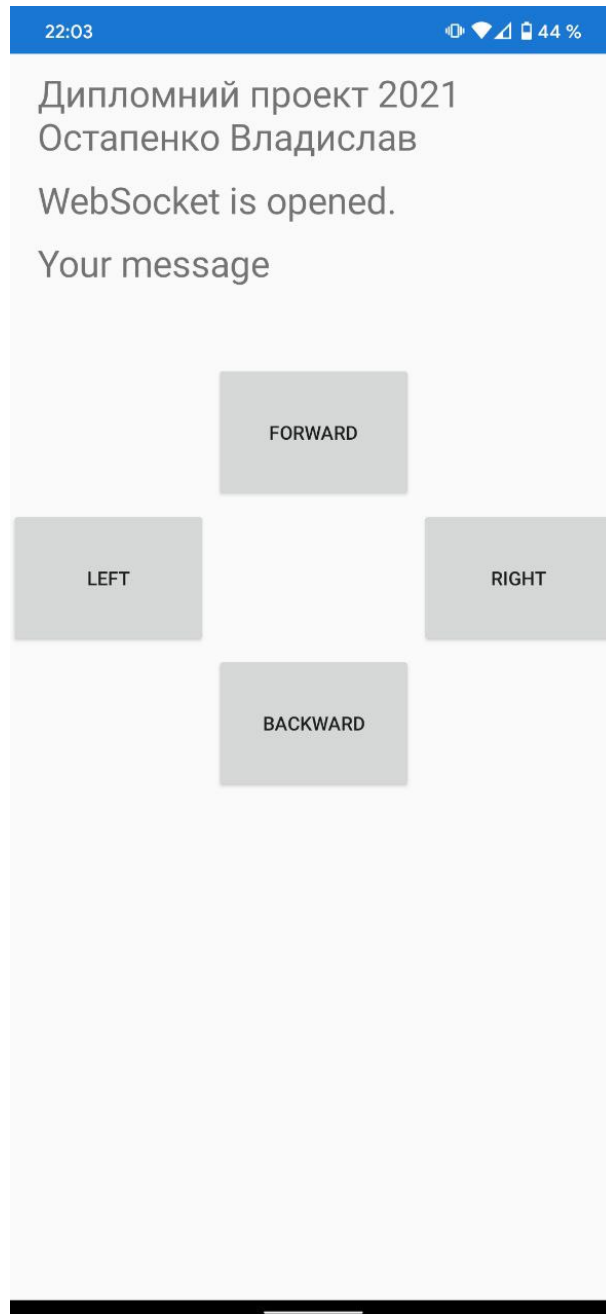 22:03
44 %
Дипломний проект 2021
Остапенко Владислав
WebSocket is opened.
Your message
FORWARD
LEFT
RIGHT
BACKWARD